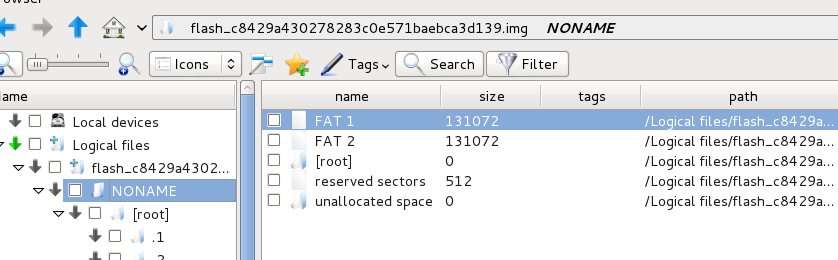 flash_c8429a430278283c0e571baebca3d139.img NONAME
Icons Tags Search Filter
name size tags path
Local devices
Logical files
flash_c8429a4302...
NONAME
[root]
.1
FAT 1 131072 /Logical files/flash_c8429a...
FAT 2 131072 /Logical files/flash_c8429a...
[root] 0 /Logical files/flash_c8429a...
reserved sectors 512 /Logical files/flash_c8429a...
unallocated space 0 /Logical files/flash_c8429a...